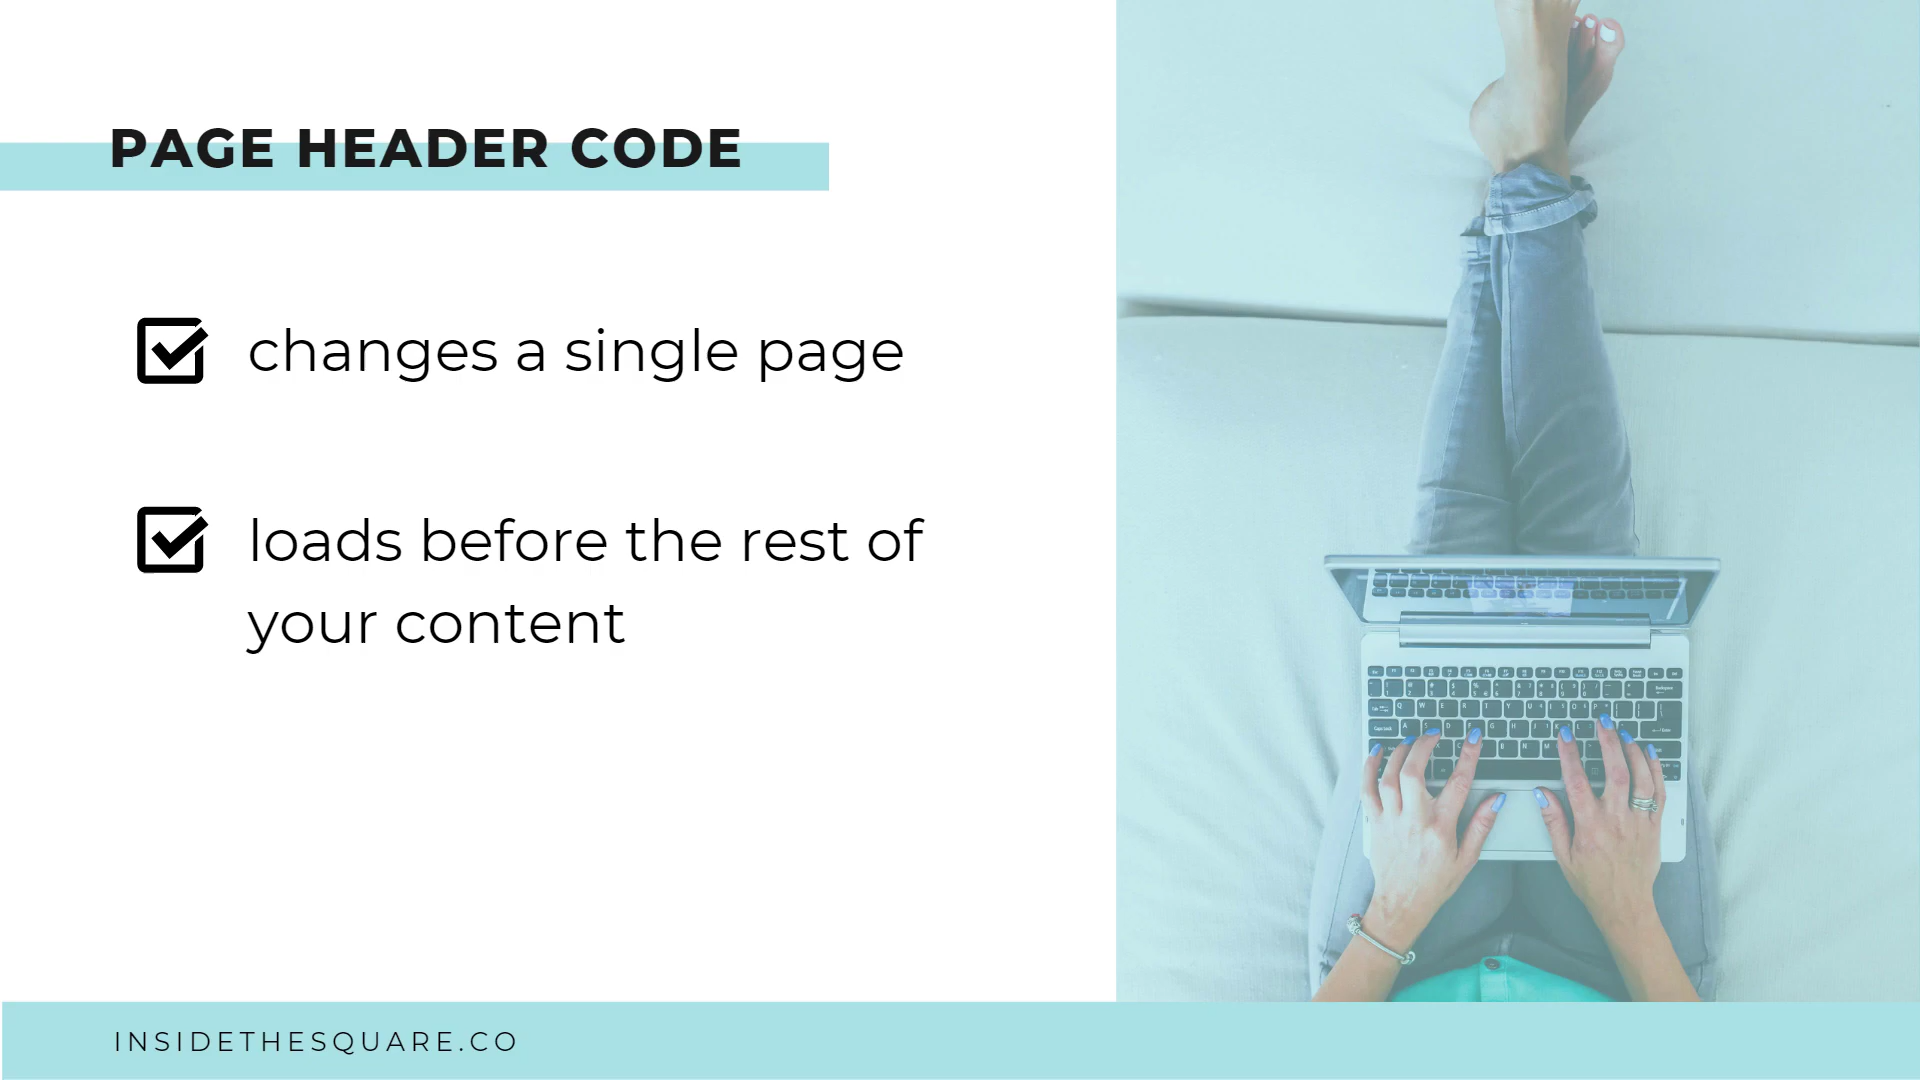 PAGE HEADER CODE
changes a single page
loads before the rest of
your content
INSIDETHESQUARE.CO